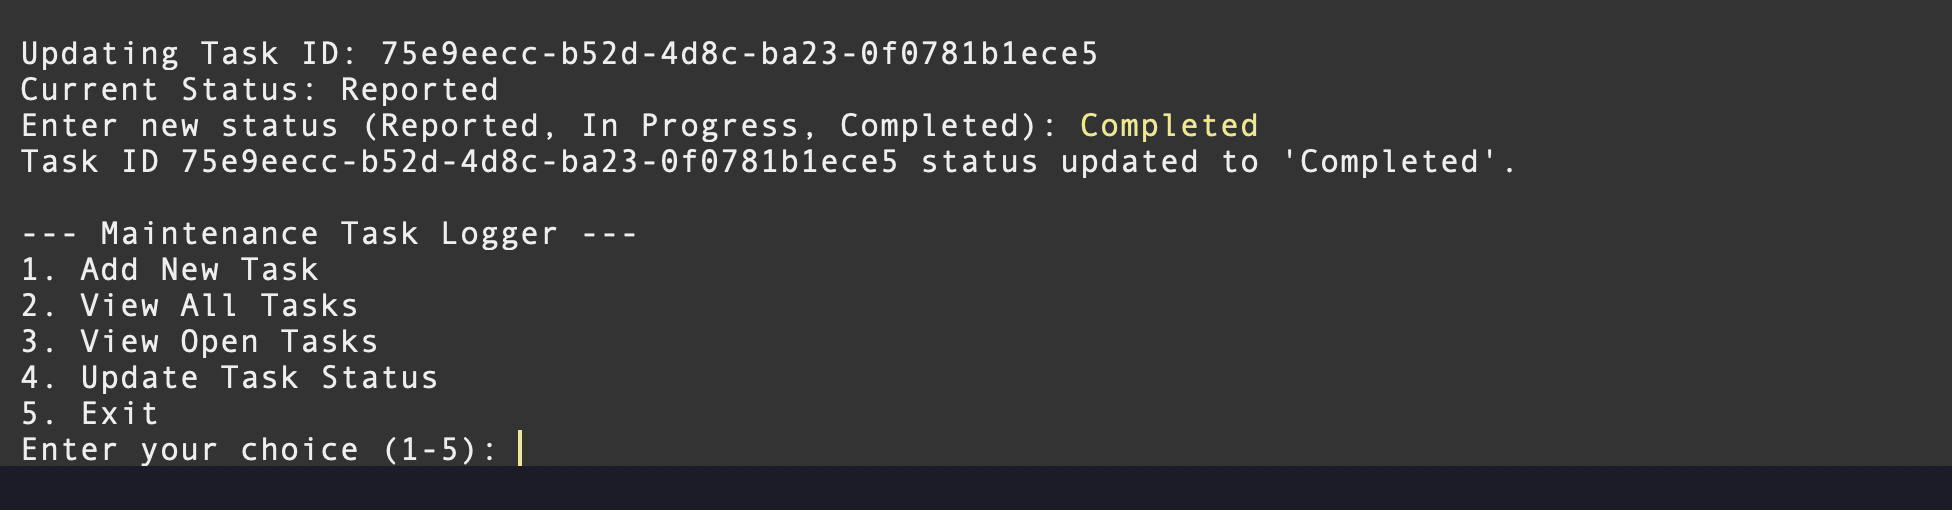 Updating Task ID: 75e9eecc-b52d-4d8c-ba23-0f0781b1ece5
Current Status: Reported
Enter new status (Reported, In Progress, Completed): Completed
Task ID 75e9eecc-b52d-4d8c-ba23-0f0781b1ece5 status updated to 'Completed'.
--- Maintenance Task Logger ---
1. Add New Task
2. View All Tasks
3. View Open Tasks
4. Update Task Status
5. Exit
Enter your choice (1-5):